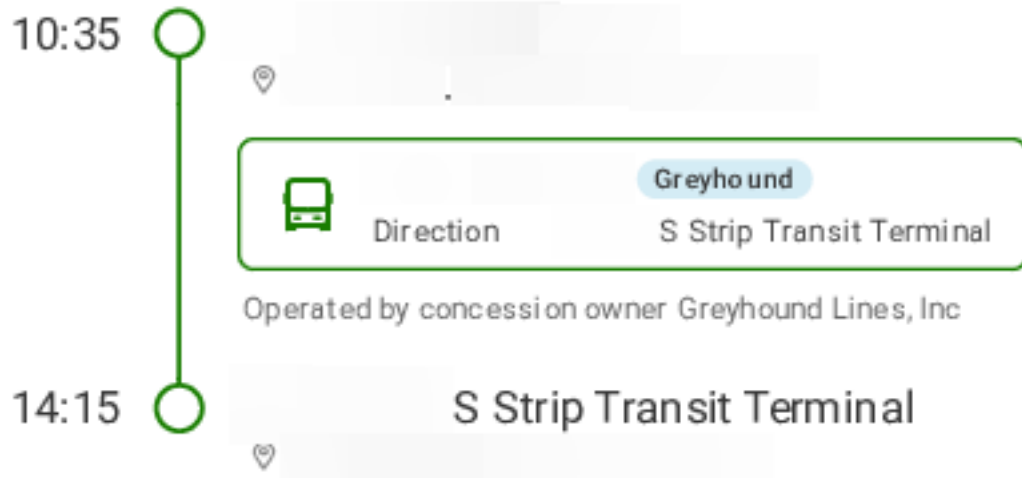 10:35
Greyhound
Direction S Strip Transit Terminal
Operated by concession owner Greyhound Lines, Inc
14:15 S Strip Transit Terminal